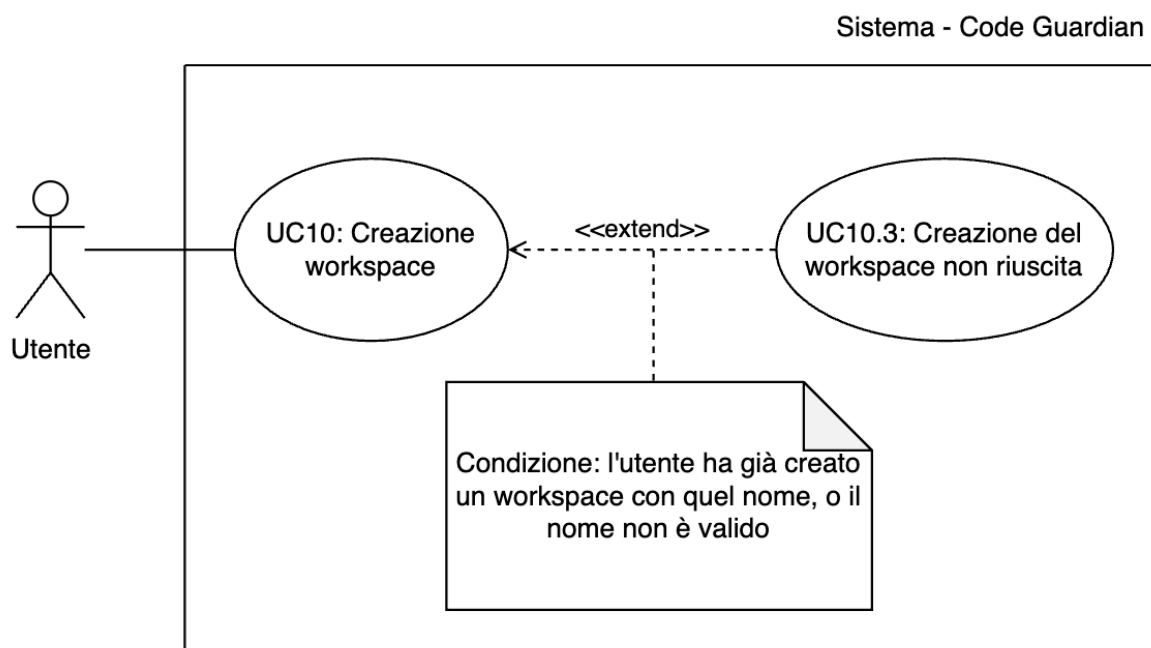 Sistema - Code Guardian
UC10: Creazione
workspace
<<extend>>
UC10.3: Creazione del
workspace non riuscita
Utente
Condizione: l'utente ha già creato
un workspace con quel nome, o il
nome non è valido